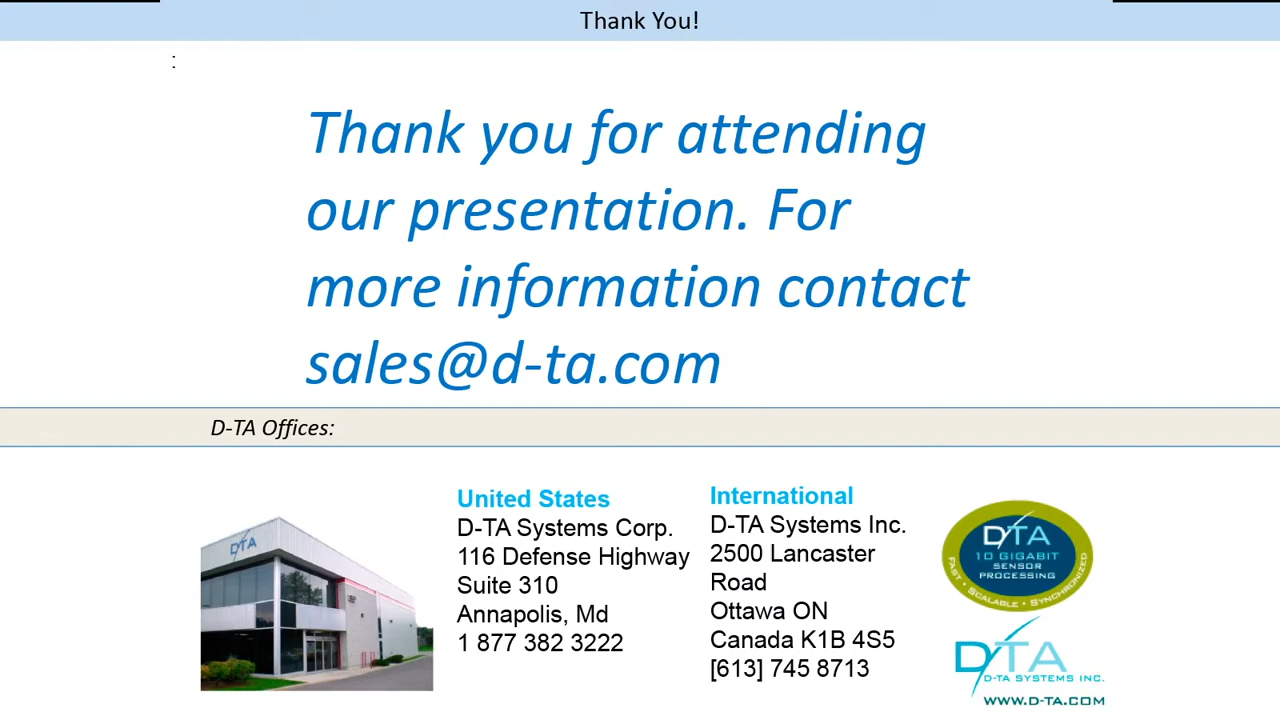 Thank You!
:
Thank you for attending
our presentation. For
more information contact
sales@d-ta.com
D-TA Offices:
D-TA
United States
D-TA Systems Corp.
116 Defense Highway
Suite 310
Annapolis, Md
1 877 382 3222
International
D-TA Systems Inc.
2500 Lancaster
Road
Ottawa ON
Canada K1B 4S5
[613] 745 8713
D-TA
10 GIGABIT
SENSOR
PROCESSING
FAST • SCALABLE • SYNCHRONIZED
D-TA
D-TA SYSTEMS INC.
WWW.D-TA.COM